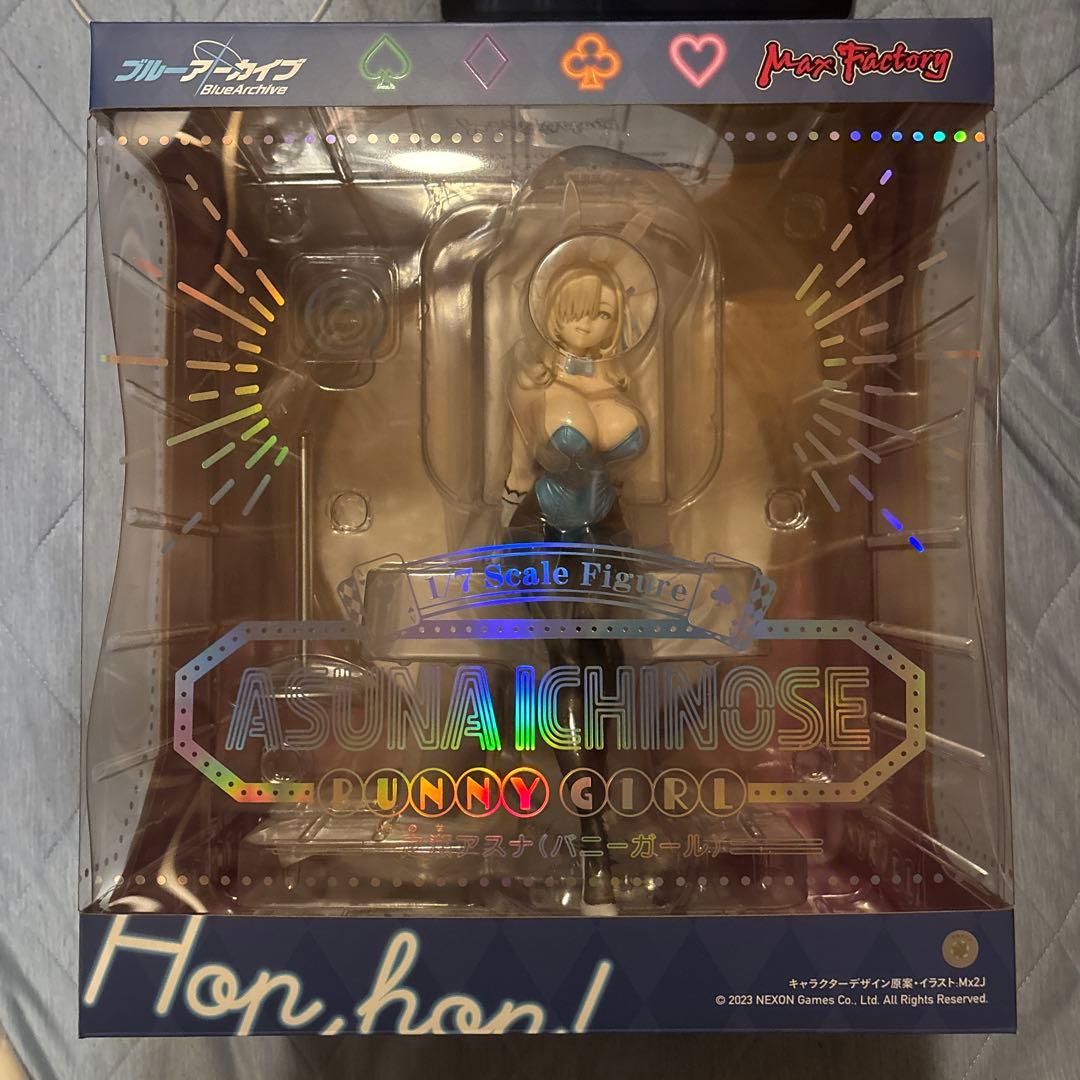 ブルーアーカイブ
BlueArchive
Max Factory
1/7 Scale Figure
ASUNA ICHINOSE
BUNNY GIRL
アスナ(バニーガール)
Hop, hop!
キャラクターデザイン原案・イラスト:Mx2J
© 2023 NEXON Games Co., Ltd. All Rights Reserved.